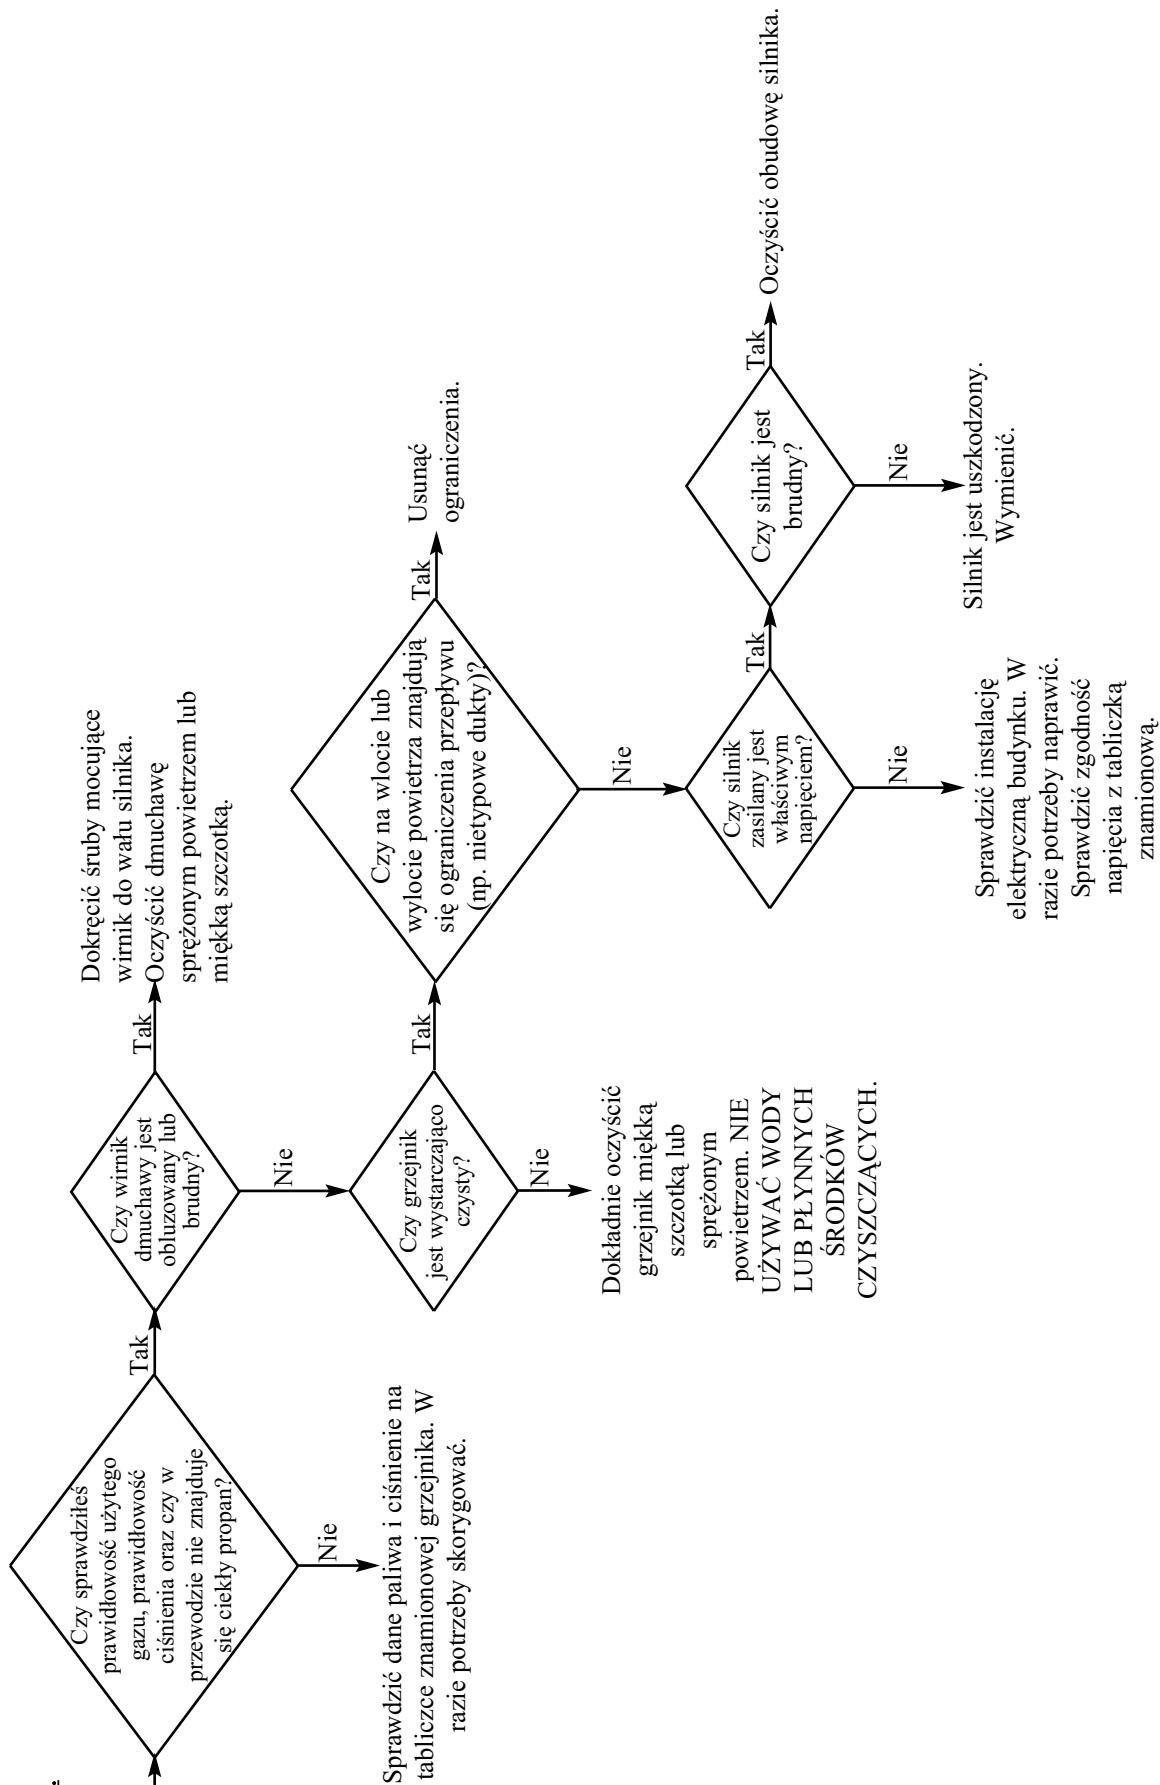 Czy sprawdziłeś
prawidłowość użytego
gazu, prawidłowość
ciśnienia oraz czy w
przewodzie nie znajduje
się ciekły propan?
Tak
Nie
Sprawdzić dane paliwa i ciśnienie na
tabliczce znamionowej grzejnika. W
razie potrzeby skorygować.
Czy wirnik
dmuchawy jest
obluzowany lub
brudny?
Tak
Dokręcić śruby mocujące
wirnik do wału silnika.
Oczyścić dmuchawę
sprężonym powietrzem lub
miękką szczotką.
Nie
Czy grzejnik
jest wystarczająco
czysty?
Nie
Dokładnie oczyścić
grzejnik miękką
szczotką lub
sprężonym
powietrzem. NIE
UŻYWAĆ WODY
LUB PŁYNNYCH
ŚRODKÓW
CZYSZCZĄCYCH.
Tak
Czy na wlocie lub
wylocie powietrza znajdują
się ograniczenia przepływu
(np. nietypowe dukty)?
Tak
Usunąć
ograniczenia.
Nie
Czy silnik
zasilany jest
właściwym
napięciem?
Nie
Sprawdzić instalację
elektryczną budynku. W
razie potrzeby naprawić.
Sprawdzić zgodność
napięcia z tabliczką
znamionową.
Tak
Czy silnik jest
brudny?
Tak
Oczyścić obudowę silnika.
Nie
Silnik jest uszkodzony.
Wymienić.